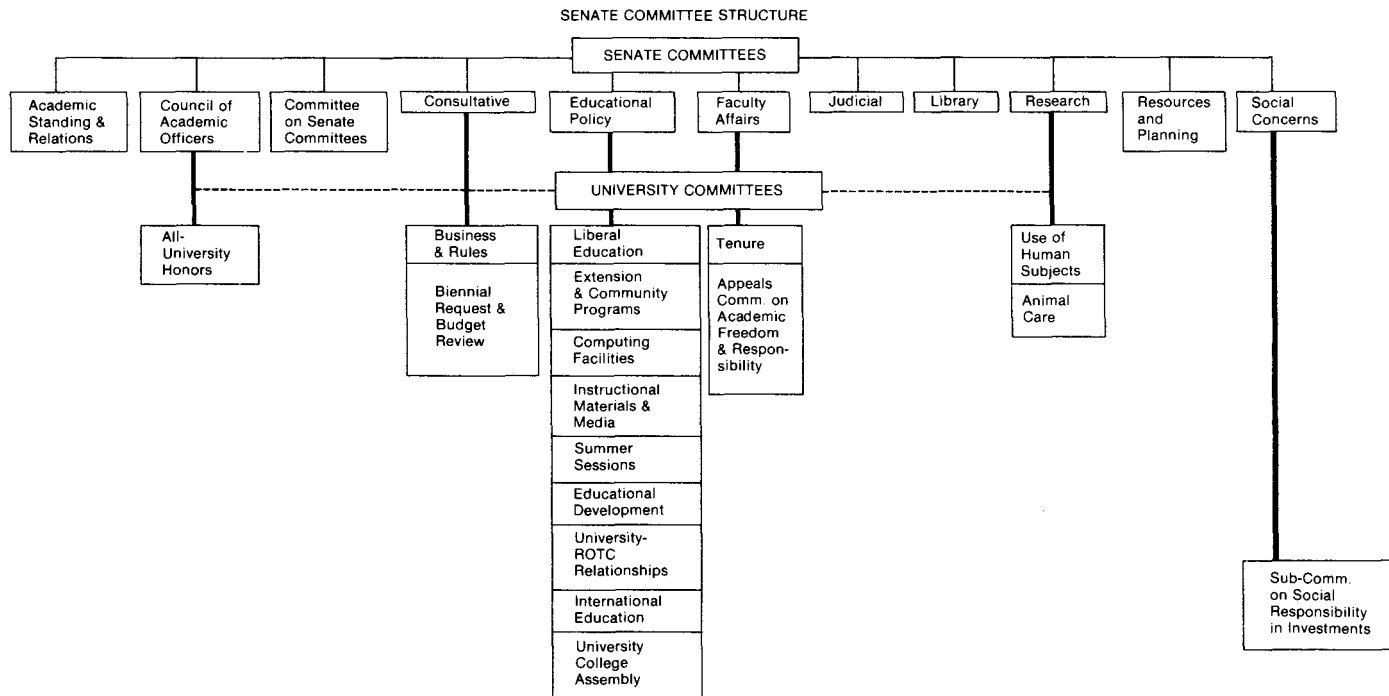 SENATE COMMITTEE STRUCTURE
SENATE COMMITTEES
Academic
Standing &
Relations
Council of
Academic
Officers
Committee
on Senate
Committees
Consultative
Educational
Policy
Faculty
Affairs
Judicial
Library
Research
Resources
and
Planning
Social
Concerns
UNIVERSITY COMMITTEES
All-
University
Honors
Business
& Rules
Biennial
Request &
Budget
Review
Liberal
Education
Extension
& Community
Programs
Computing
Facilities
Instructional
Materials &
Media
Summer
Sessions
Educational
Development
University-
ROTC
Relationships
International
Education
University
College
Assembly
Tenure
Appeals
Comm. on
Academic
Freedom
& Respon-
sibility
Use of
Human
Subjects
Animal
Care
Sub-Comm.
on Social
Responsibility
in Investments